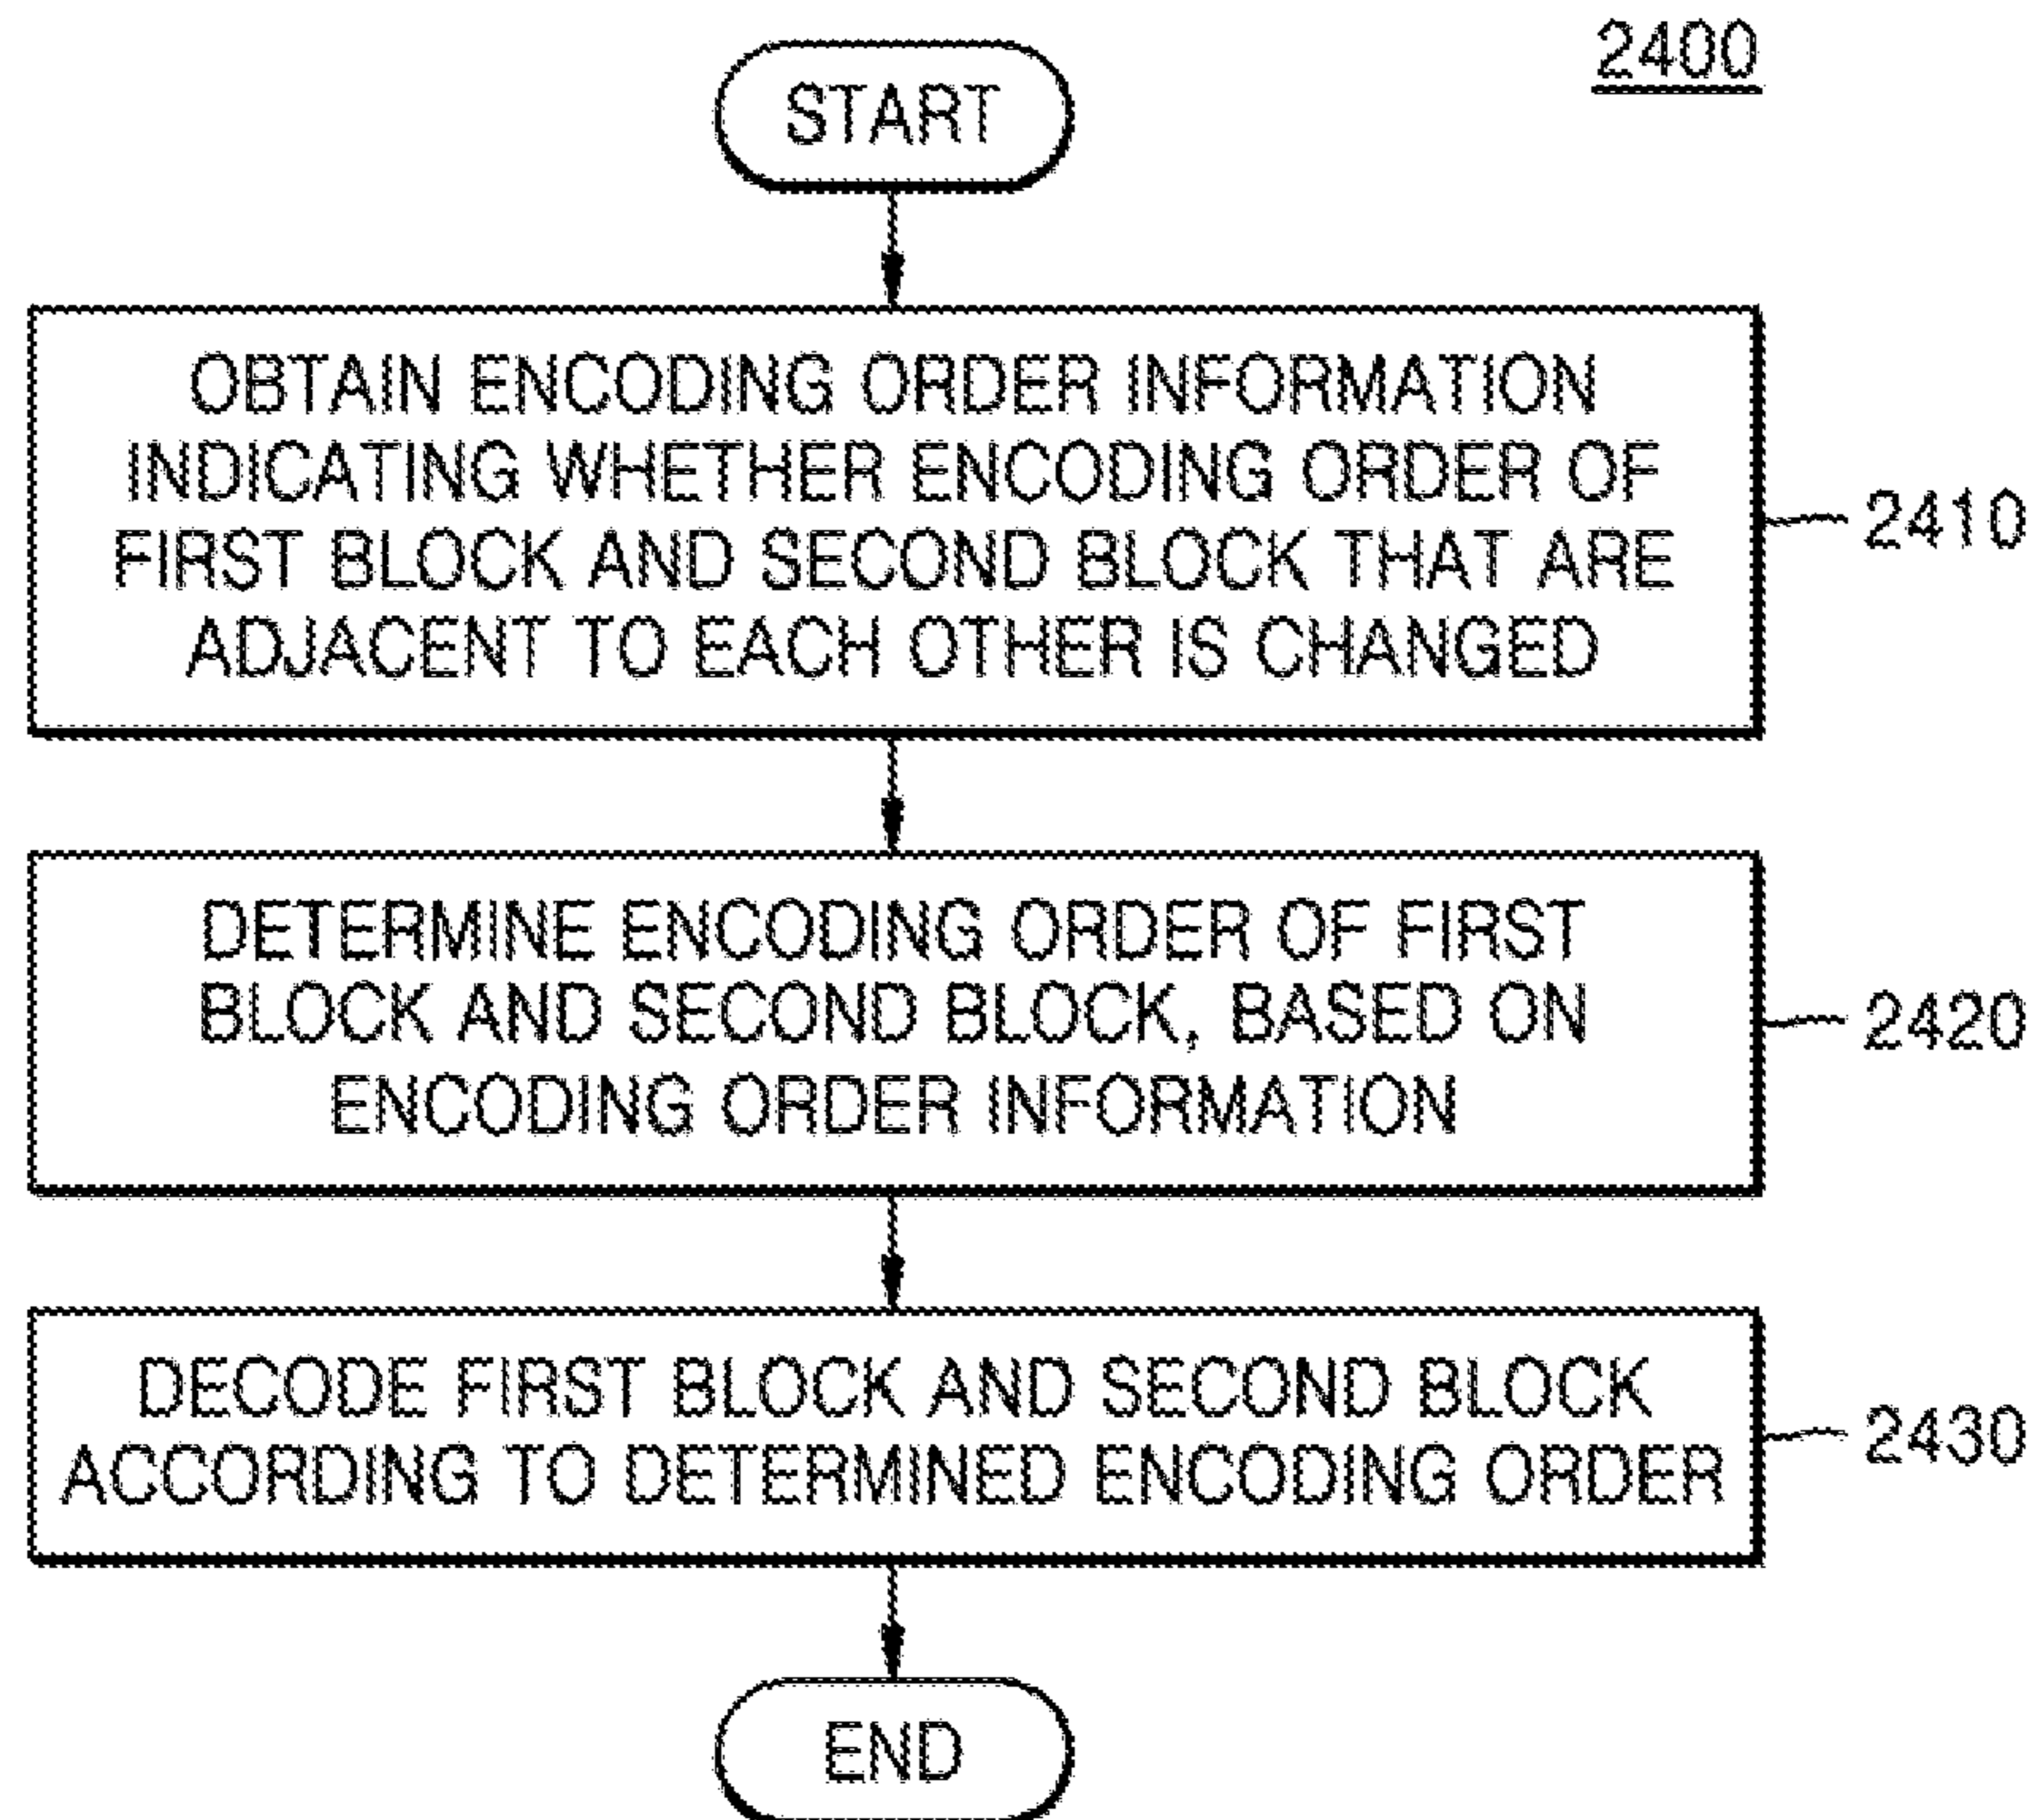 2400
START
OBTAIN ENCODING ORDER INFORMATION
INDICATING WHETHER ENCODING ORDER OF
FIRST BLOCK AND SECOND BLOCK THAT ARE
ADJACENT TO EACH OTHER IS CHANGED
2410
DETERMINE ENCODING ORDER OF FIRST
BLOCK AND SECOND BLOCK, BASED ON
ENCODING ORDER INFORMATION
2420
DECODE FIRST BLOCK AND SECOND BLOCK
ACCORDING TO DETERMINED ENCODING ORDER
2430
END